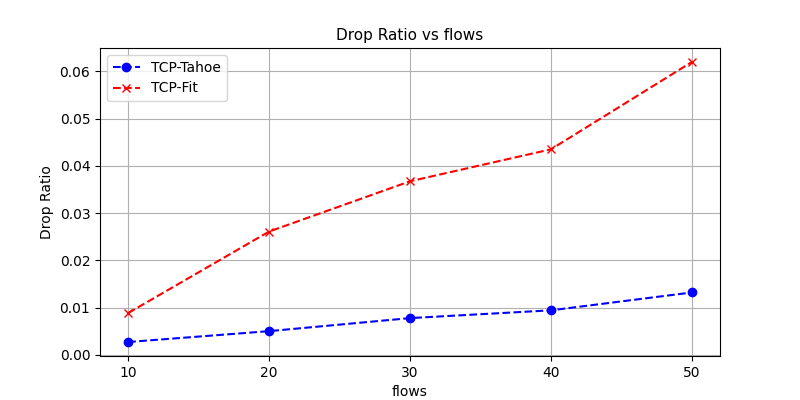 Drop Ratio vs flows
TCP-Tahoe
TCP-Fit
Drop Ratio
0.06
0.05
0.04
0.03
0.02
0.01
0.00
10 20 30 40 50
flows